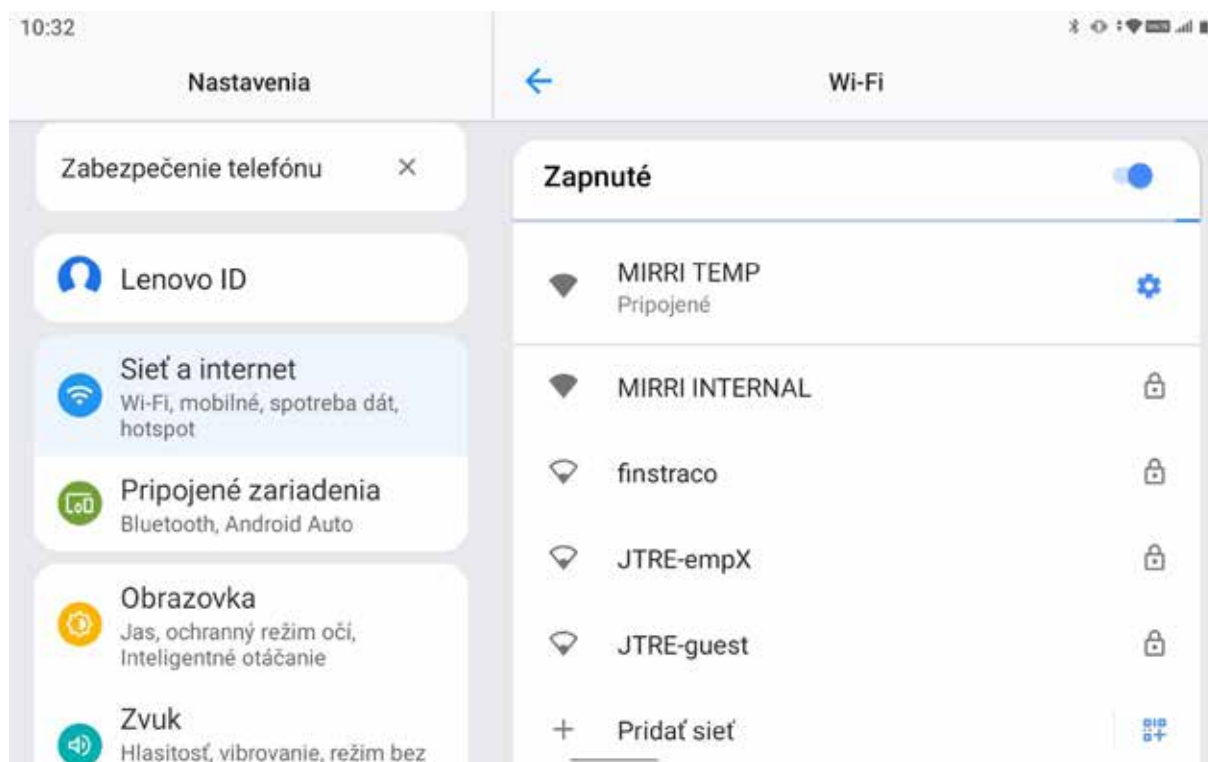 10:32
Nastavenia
Zabezpečenie telefónu
Lenovo ID
Sieť a internet
Wi-Fi, mobilné, spotreba dát,
hotspot
Pripojené zariadenia
Bluetooth, Android Auto
Obrazovka
Jas, ochranný režim očí,
Inteligentné otáčanie
Zvuk
Hlasitosť, vibrovanie, režim bez
Wi-Fi
Zapnuté
MIRRI TEMP
Pripojené
MIRRI INTERNAL
finstraco
JTRE-empX
JTRE-guest
Pridať sieť